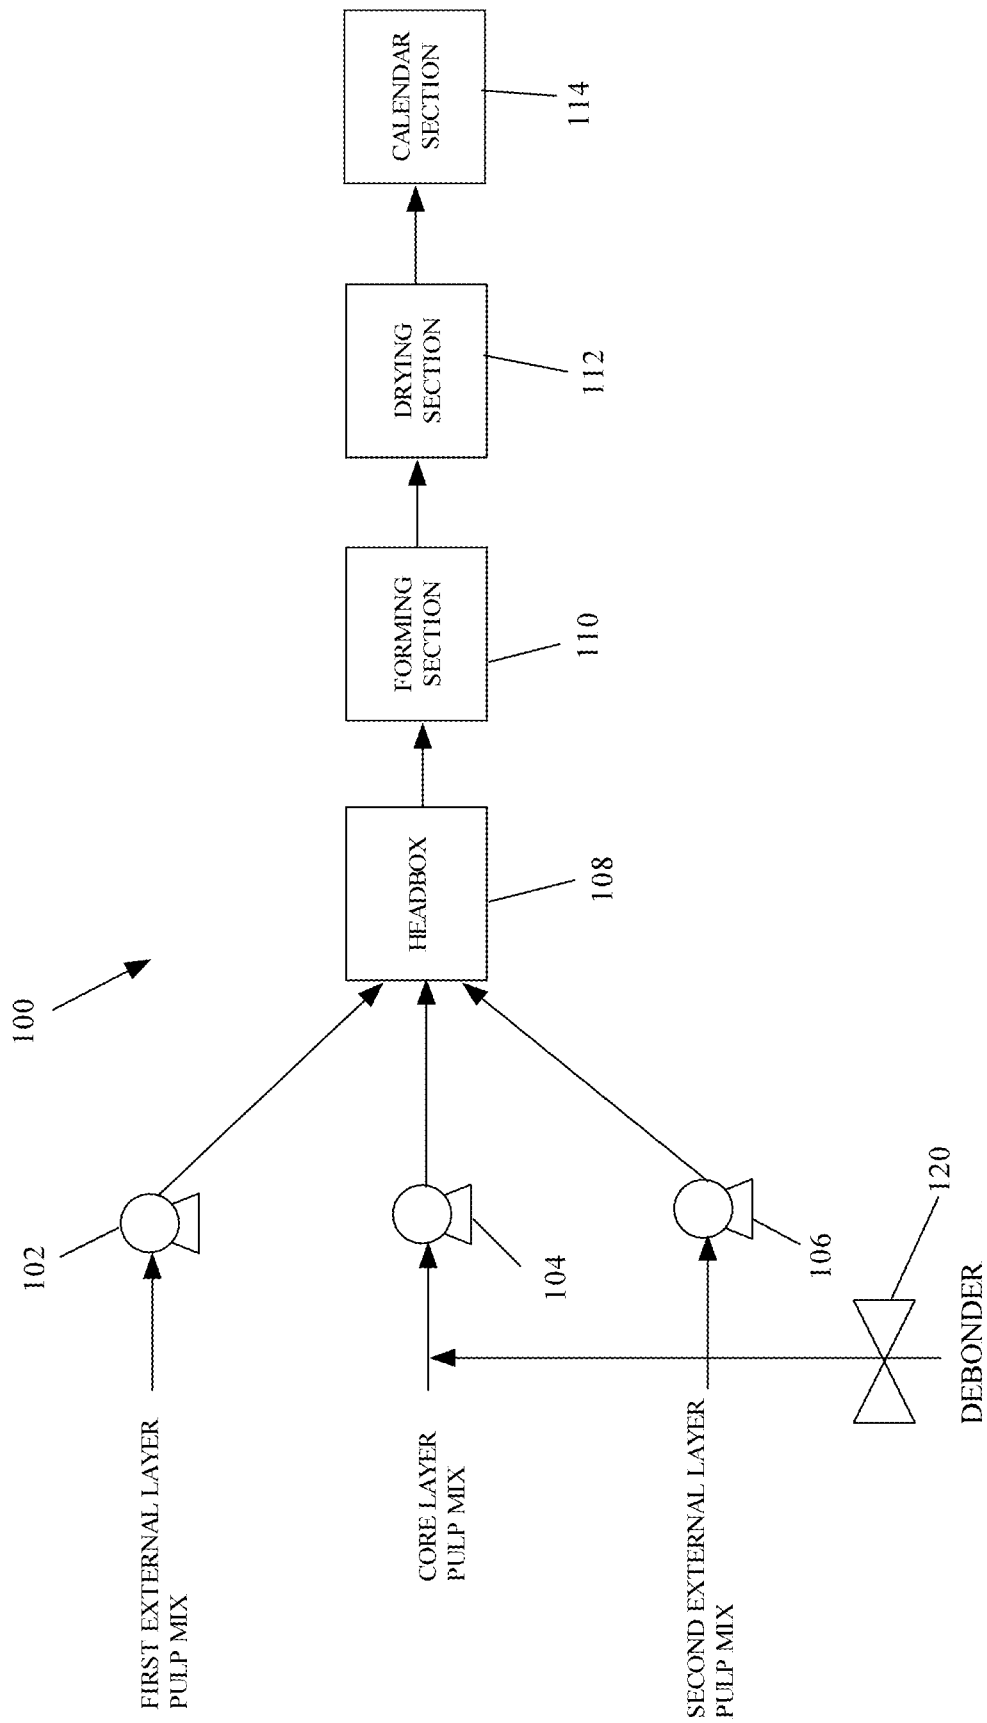 100
FIRST EXTERNAL LAYER
PULP MIX
102
CORE LAYER
PULP MIX
104
SECOND EXTERNAL LAYER
PULP MIX
106
DEBONDER
120
HEADBOX
108
FORMING
SECTION
110
DRYING
SECTION
112
CALENDAR
SECTION
114